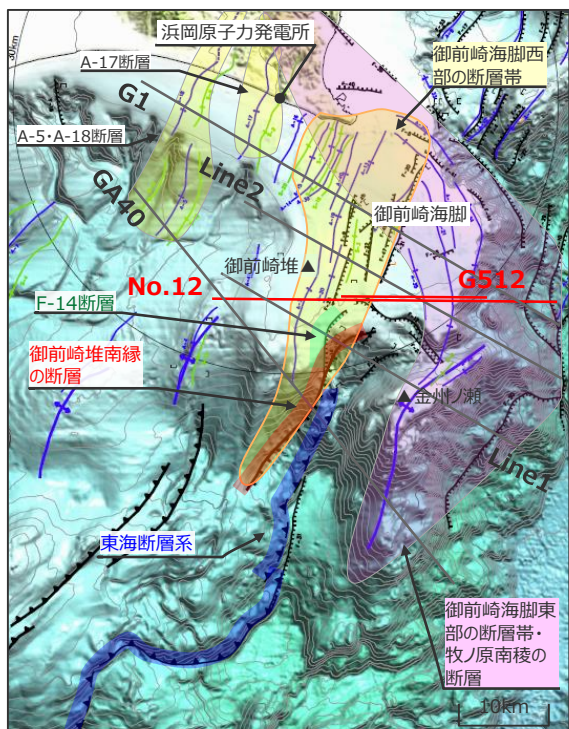 浜岡原子力発電所
A-17断層
御前崎海脚西
部の断層帯
G1
A-5・A-18断層
Line2
GA40
御前崎海脚
御前崎堆
No.12
G512
F-14断層
御前崎堆南縁
の断層
金州ノ瀬
Line1
東海断層系
御前崎海脚東
部の断層帯・
牧ノ原南稜の
断層
10km